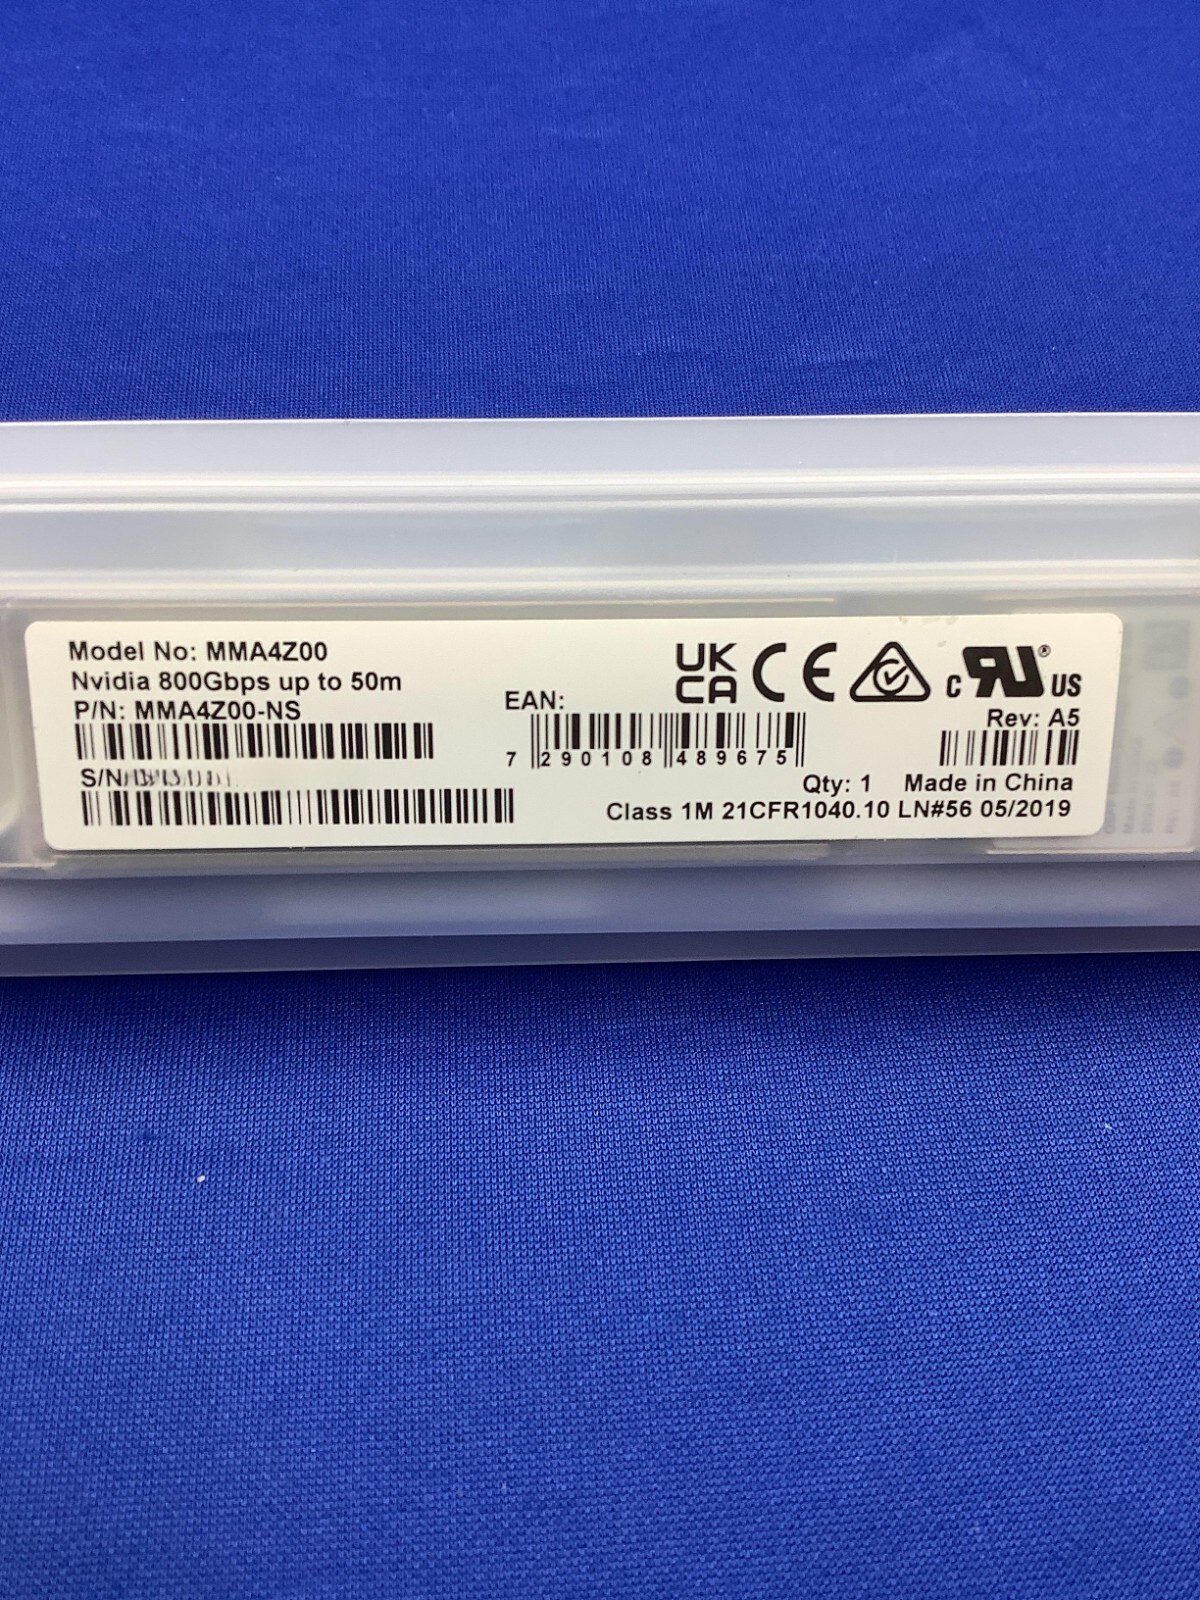 Model No: MMA4Z00
Nvidia 800Gbps up to 50m
P/N: MMA4Z00-NS
S/N
EAN:
7 290108 489675
UK
CA CE
c RU ® US
Rev: A5
Qty: 1 Made in China
Class 1M 21CFR1040.10 LN#56 05/2019